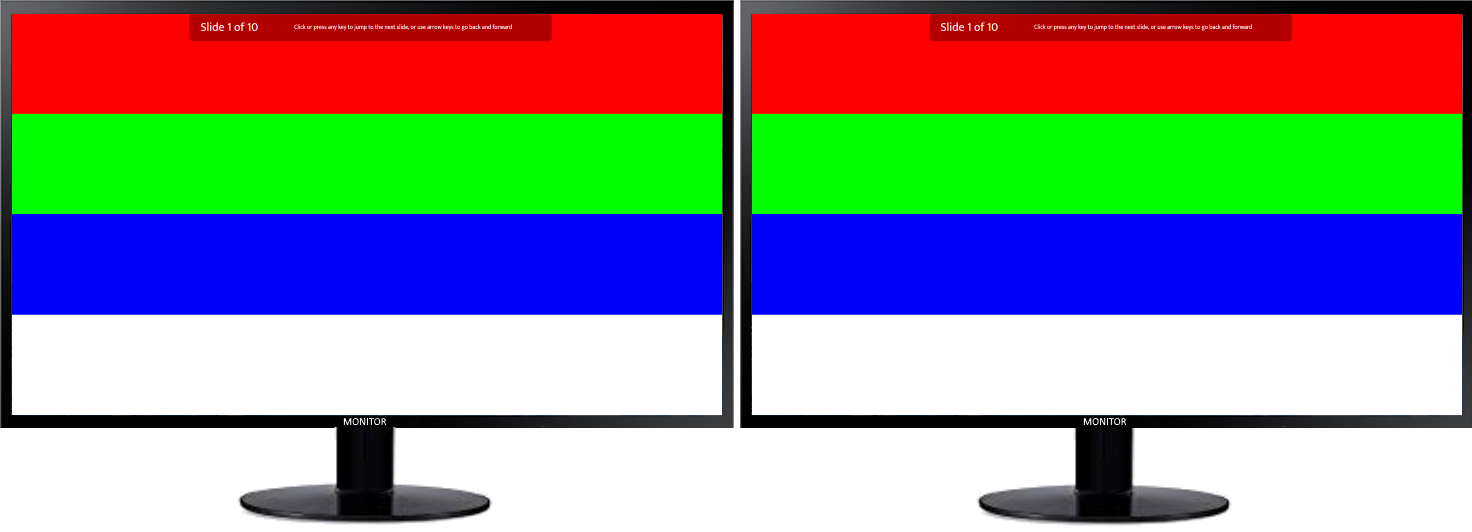 Slide 1 of 10 Click or press any key to jump to the next slide, or use arrow keys to go back and forward
MONITOR
Slide 1 of 10 Click or press any key to jump to the next slide, or use arrow keys to go back and forward
MONITOR